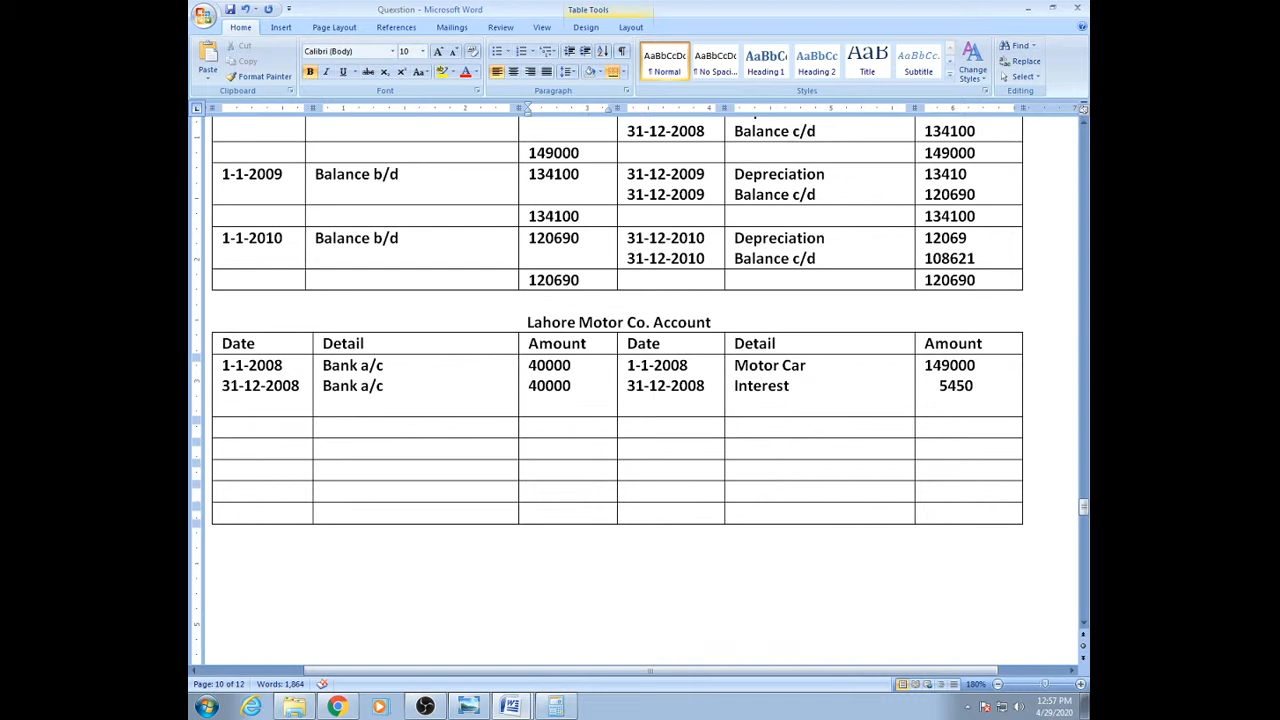 Quexstion - Microsoft Word
Table Tools
Home Insert Page Layout References Mailings Review View Design Layout
Cut
Copy
Paste
Format Painter
Clipboard
Calibri (Body) 10
Font
Paragraph
AaBbCcDc AaBbCcDc AaBbC AaBbCc AaB AaBbCc
¶ Normal ¶ No Spaci... Heading 1 Heading 2 Title Subtitle
Change Styles
Styles
Find
Replace
Select
Editing
31-12-2008 Balance c/d 134100
149000 149000
1-1-2009 Balance b/d 134100 31-12-2009 Depreciation 13410
31-12-2009 Balance c/d 120690
134100 134100
1-1-2010 Balance b/d 120690 31-12-2010 Depreciation 12069
31-12-2010 Balance c/d 108621
120690 120690
Lahore Motor Co. Account
Date Detail Amount Date Detail Amount
1-1-2008 Bank a/c 40000 1-1-2008 Motor Car 149000
31-12-2008 Bank a/c 40000 31-12-2008 Interest 5450
Page: 10 of 12 Words: 1,864 180%
12:57 PM
4/29/2020